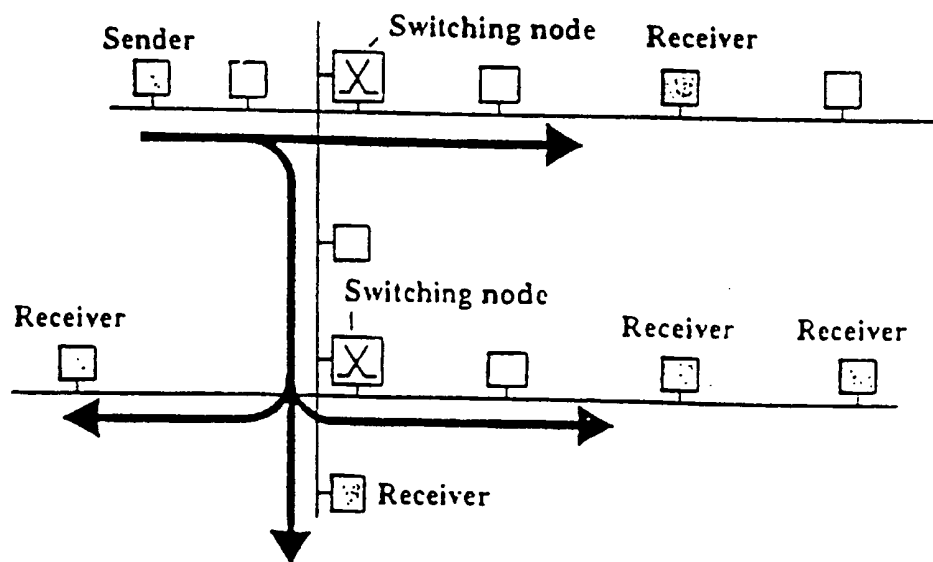 Sender
Switching node
Receiver
Switching node
Receiver
Receiver
Receiver
Receiver